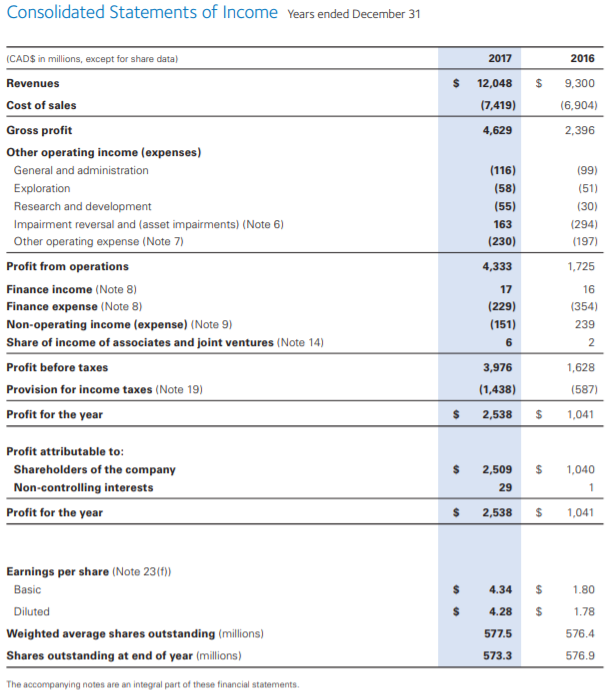 Consolidated Statements of Income Years ended December 31
(CAD$ in millions, except for share data) 2017 2016
Revenues $ 12,048 $ 9,300
Cost of sales (7,419) (6,904)
Gross profit 4,629 2,396
Other operating income (expenses)
General and administration (116) (99)
Exploration (58) (51)
Research and development (55) (30)
Impairment reversal and (asset impairments) (Note 6) 163 (294)
Other operating expense (Note 7) (230) (197)
Profit from operations 4,333 1,725
Finance income (Note 8) 17 16
Finance expense (Note 8) (229) (354)
Non-operating income (expense) (Note 9) (151) 239
Share of income of associates and joint ventures (Note 14) 6 2
Profit before taxes 3,976 1,628
Provision for income taxes (Note 19) (1,438) (587)
Profit for the year $ 2,538 $ 1,041
Profit attributable to:
Shareholders of the company $ 2,509 $ 1,040
Non-controlling interests 29 1
Profit for the year $ 2,538 $ 1,041
Earnings per share (Note 23(f))
Basic $ 4.34 $ 1.80
Diluted $ 4.28 $ 1.78
Weighted average shares outstanding (millions) 577.5 576.4
Shares outstanding at end of year (millions) 573.3 576.9
The accompanying notes are an integral part of these financial statements.